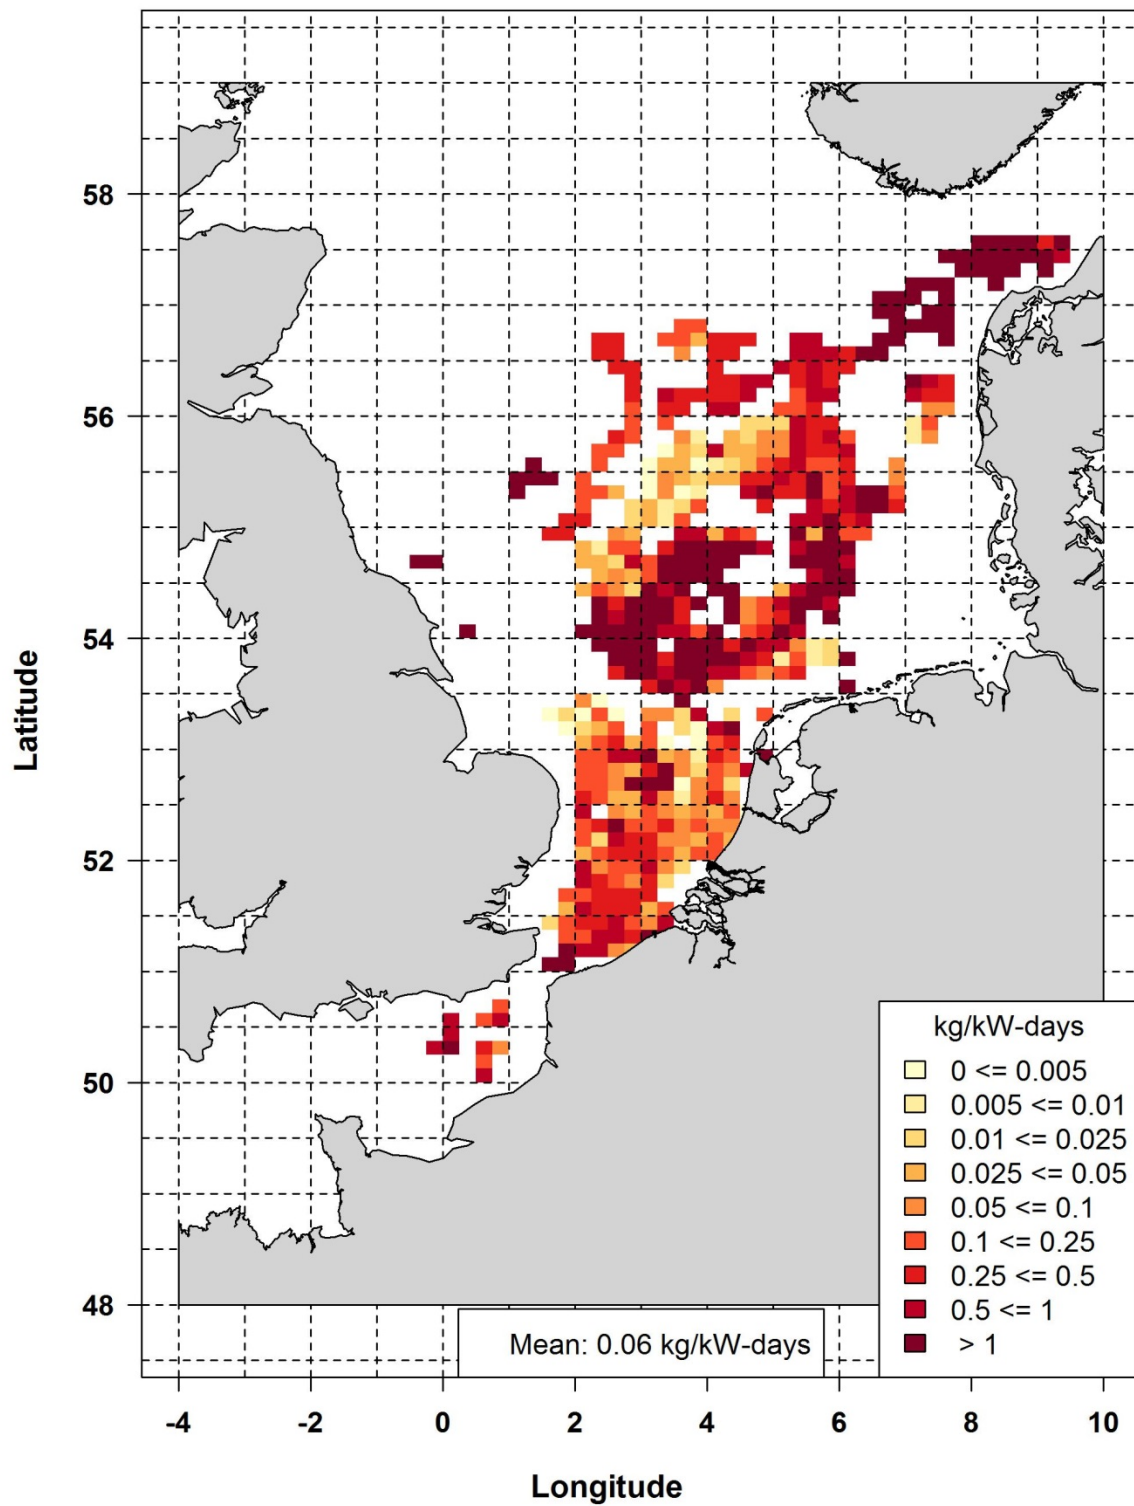 Latitude
58
56
54
52
50
48
kg/kW-days
0 <= 0.005
0.005 <= 0.01
0.01 <= 0.025
0.025 <= 0.05
0.05 <= 0.1
0.1 <= 0.25
0.25 <= 0.5
0.5 <= 1
> 1
Mean: 0.06 kg/kW-days
-4 -2 0 2 4 6 8 10
Longitude